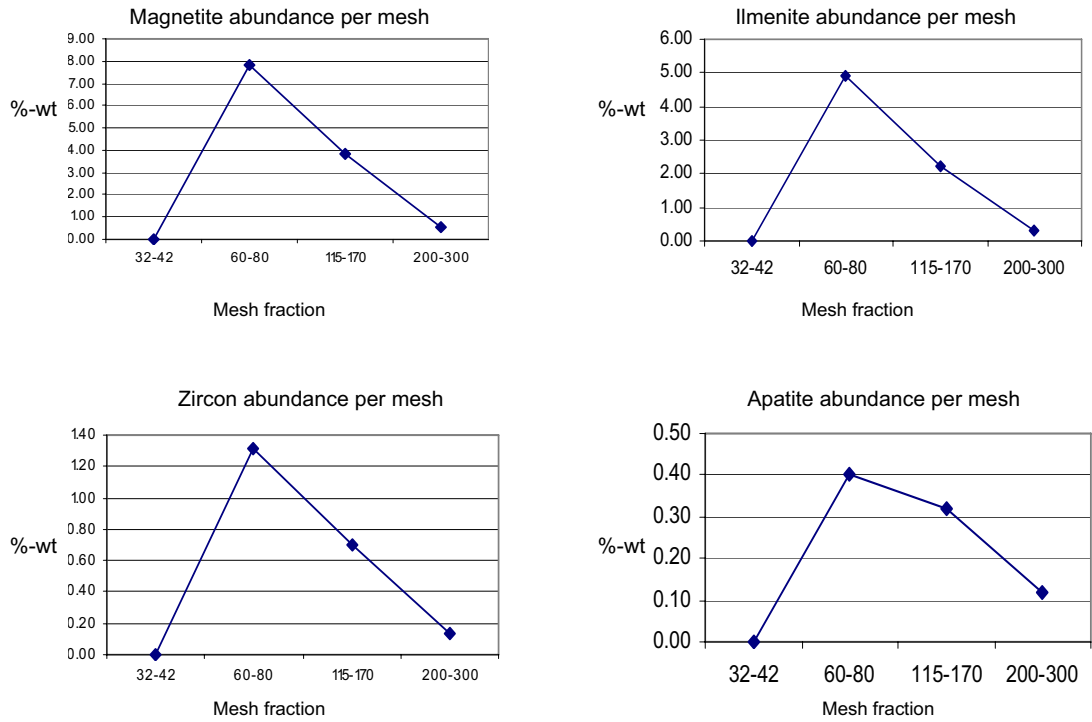 Magnetite abundance per mesh
9.00
8.00
7.00
6.00
5.00
4.00
3.00
2.00
1.00
0.00
%-wt
32-42 60-80 115-170 200-300
Mesh fraction
Ilmenite abundance per mesh
6.00
5.00
4.00
3.00
2.00
1.00
0.00
%-wt
32-42 60-80 115-170 200-300
Mesh fraction
Zircon abundance per mesh
1.40
1.20
1.00
0.80
0.60
0.40
0.20
0.00
%-wt
32-42 60-80 115-170 200-300
Mesh fraction
Apatite abundance per mesh
0.50
0.40
0.30
0.20
0.10
0.00
%-wt
32-42 60-80 115-170 200-300
Mesh fraction